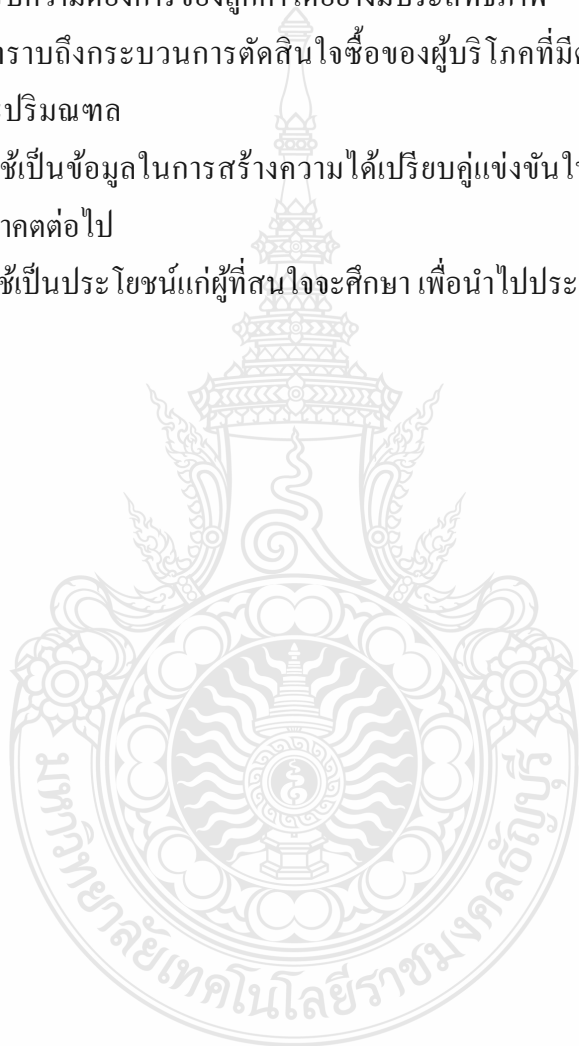 ความต้องการของลูกค้าได้อย่างมีประสิทธิภาพ
ทราบถึงกระบวนการตัดสินใจซื้อของผู้บริโภคที่มี
ปริมณฑล
ใช้เป็นข้อมูลในการสร้างความได้เปรียบคู่แข่งขันใน
าคตต่อไป
ใช้เป็นประโยชน์แก่ผู้ที่สนใจจะศึกษา เพื่อนำไปประ
มหาวิทยาลัยเทคโนโลยีราชมงคลธัญบุรี